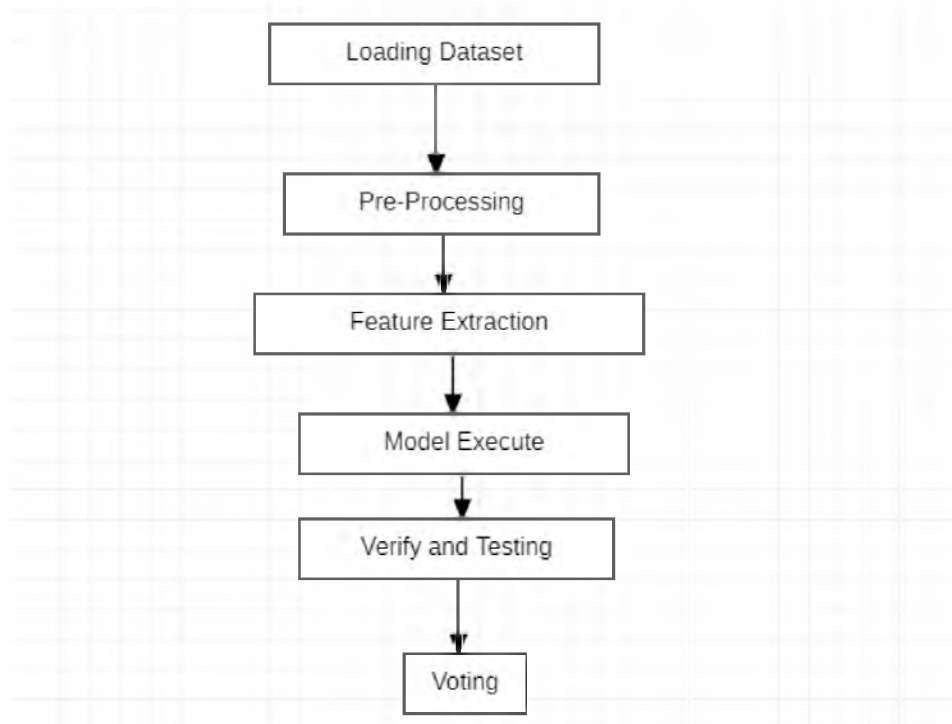 Loading Dataset
Pre-Processing
Feature Extraction
Model Execute
Verify and Testing
Voting